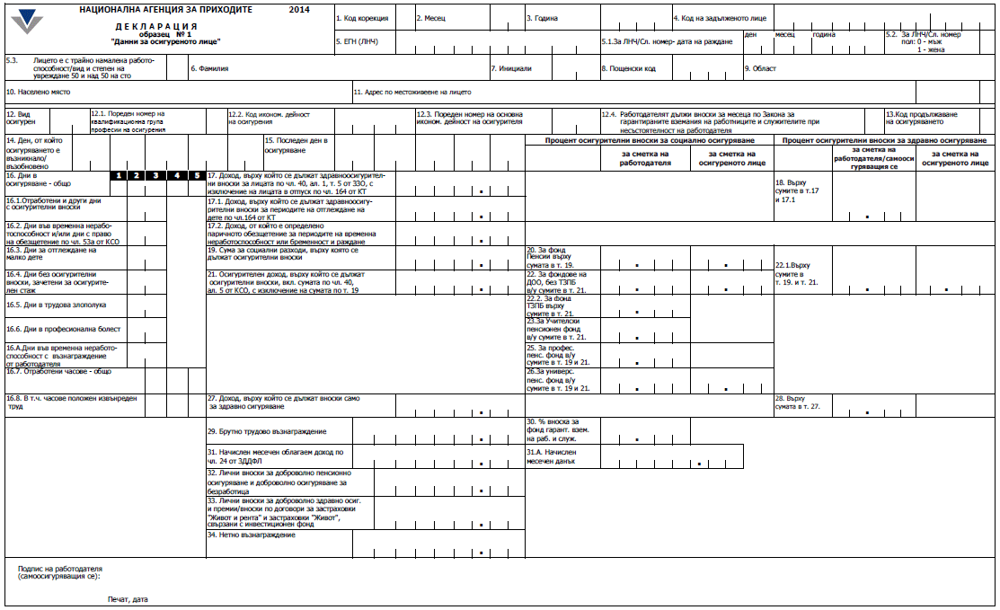 НАЦИОНАЛНА АГЕНЦИЯ ЗА ПРИХОДИТЕ 2014
Д Е К Л А Р А Ц И Я
образец № 1
"Данни за осигуреното лице"
1. Код корекция
2. Месец
3. Година
4. Код на задълженото лице
5. ЕГН (ЛНЧ)
5.1.За ЛНЧ/Сл. номер- дата на раждане
ден месец година
5.2. За ЛНЧ/Сл. номер
пол: 0 - мъж
1 - жена
5.3. Лицето е с трайно намалена работо-
способност/вид и степен на
увреждане 50 и над 50 на сто
6. Фамилия
7. Инициали
8. Пощенски код
9. Област
10. Населено място
11. Адрес по местоживеене на лицето
12. Вид
осигурен
12.1. Пореден номер на
квалификационна група
професии на осигурения
12.2. Код иконом. дейност
на осигурения
12.3. Пореден номер на основна
иконом. дейност на осигурителя
12.4. Работодателят дължи вноски за месеца по Закона за
гарантираните вземания на работниците и служителите при
несъстоятелност на работодателя
13.Код продължаване
на осигуряването
14. Ден, от който
осигуряването е
възникнало/
възобновено
15. Последен ден в
осигуряване
Процент осигурителни вноски за социално осигуряване
Процент осигурителни вноски за здравно осигуряване
за сметка на
работодателя
за сметка на
осигуреното лице
за сметка на
работодателя/самооси
гуряващия се
за сметка на
осигуреното лице
16. Дни в
осигуряване - общо
1 2 3 4 5
17. Доход, върху който се дължат здравноосигурител-
ни вноски за лицата по чл. 40, ал. 1, т. 5 от ЗЗО, с
изключение на лицата в отпуск по чл. 164 от КТ
18. Върху
сумите в т.17
и 17.1
16.1.Отработени и други дни
с осигурителни вноски
17.1. Доход, върху който се дължат здравноосигу-
рителни вноски за периодите на отглеждане на
дете по чл.164 от КТ
16.2. Дни във временна нерабо-
тоспособност и/или дни с право
на обезщетение по чл. 53а от КСО
17.2. Доход, от който е определено
паричното обезщетение за периодите на временна
неработоспособност или бременност и раждане
16.3. Дни за отглеждане на
малко дете
19. Сума за социални разходи, върху която се
дължат осигурителни вноски
20. За фонд
Пенсии върху
сумата в т. 19.
22.1.Върху
сумите в
т. 19. и т. 21.
16.4. Дни без осигурителни
вноски, зачетени за осигурите-
лен стаж
21. Осигурителен доход, върху който се дължат
осигурителни вноски, вкл. сумата по чл. 40,
ал. 5 от КСО, с изключение на сумата по т. 19
22. За фондове на
ДОО, без ТЗПБ
в/у сумите в т. 21.
16.5. Дни в трудова злополука
22.2. За фонд
ТЗПБ върху
сумите в т. 21.
16.6. Дни в професионална болест
23.За Учителски
пенсионен фонд
в/у сумите в т. 21.
16.А.Дни във временна неработо-
способност с възнаграждение
от работодателя
25. За профес.
пенс. фонд в/у
сумите в т. 19 и 21.
16.7. Отработени часове - общо
26.За универс.
пенс. фонд в/у
сумите в т. 19 и 21.
16.8. В т.ч. часове положен извънреден
труд
27. Доход, върху който се дължат вноски само
за здравно сигуряване
28. Върху
сумата в т. 27.
29. Брутно трудово възнаграждение
30. % вноска за
фонд гарант. взем.
на раб. и служ.
31. Начислен месечен облагаем доход по
чл. 24 от ЗДДФЛ
31.А. Начислен
месечен данък
32. Лични вноски за доброволно пенсионно
осигуряване и доброволно осигуряване за
безработица
33. Лични вноски за доброволно здравно осиг.
и премии/вноски по договори за застраховки
"Живот и рента" и застраховки "Живот",
свързани с инвестиционен фонд
34. Нетно възнаграждение
Подпис на работодателя
(самоосигуряващия се):
Печат, дата